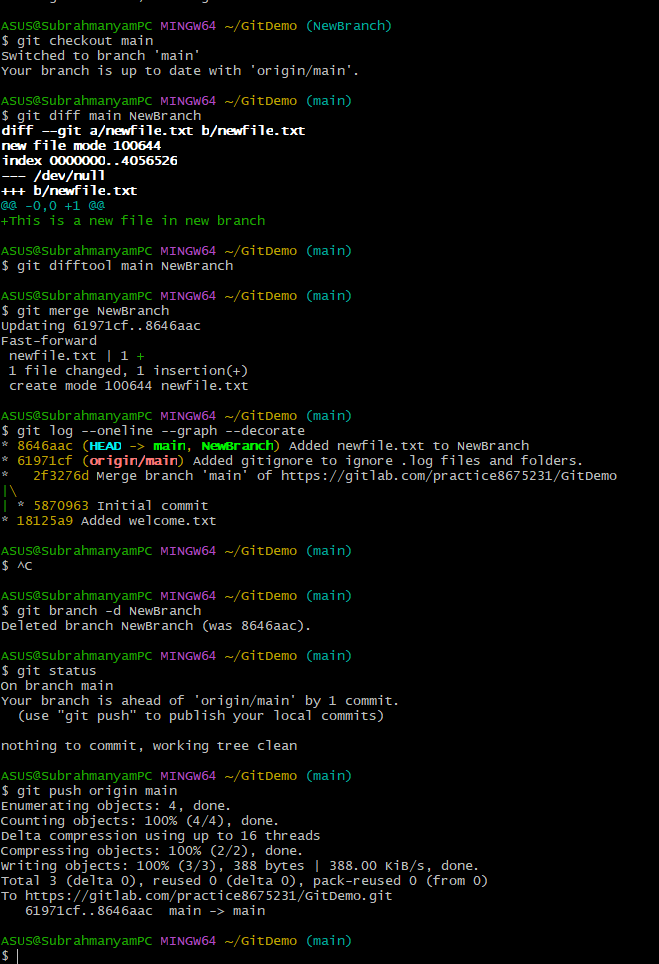 ASUS@SubrahmanyamPC MINGW64 ~/GitDemo (NewBranch)
$ git checkout main
Switched to branch 'main'
Your branch is up to date with 'origin/main'.
ASUS@SubrahmanyamPC MINGW64 ~/GitDemo (main)
$ git diff main NewBranch
diff --git a/newfile.txt b/newfile.txt
new file mode 100644
index 0000000..4056526
--- /dev/null
+++ b/newfile.txt
@@ -0,0 +1 @@
+This is a new file in new branch
ASUS@SubrahmanyamPC MINGW64 ~/GitDemo (main)
$ git difftool main NewBranch
ASUS@SubrahmanyamPC MINGW64 ~/GitDemo (main)
$ git merge NewBranch
Updating 61971cf..8646aac
Fast-forward
 newfile.txt | 1 +
 1 file changed, 1 insertion(+)
 create mode 100644 newfile.txt
ASUS@SubrahmanyamPC MINGW64 ~/GitDemo (main)
$ git log --oneline --graph --decorate
* 8646aac (HEAD -> main, NewBranch) Added newfile.txt to NewBranch
* 61971cf (origin/main) Added gitignore to ignore .log files and folders.
*   2f3276d Merge branch 'main' of https://gitlab.com/practice8675231/GitDemo
|\
| * 5870963 Initial commit
* 18125a9 Added welcome.txt
ASUS@SubrahmanyamPC MINGW64 ~/GitDemo (main)
$ ^C
ASUS@SubrahmanyamPC MINGW64 ~/GitDemo (main)
$ git branch -d NewBranch
Deleted branch NewBranch (was 8646aac).
ASUS@SubrahmanyamPC MINGW64 ~/GitDemo (main)
$ git status
On branch main
Your branch is ahead of 'origin/main' by 1 commit.
  (use "git push" to publish your local commits)
nothing to commit, working tree clean
ASUS@SubrahmanyamPC MINGW64 ~/GitDemo (main)
$ git push origin main
Enumerating objects: 4, done.
Counting objects: 100% (4/4), done.
Delta compression using up to 16 threads
Compressing objects: 100% (2/2), done.
Writing objects: 100% (3/3), 388 bytes | 388.00 KiB/s, done.
Total 3 (delta 0), reused 0 (delta 0), pack-reused 0 (from 0)
To https://gitlab.com/practice8675231/GitDemo.git
   61971cf..8646aac  main -> main
ASUS@SubrahmanyamPC MINGW64 ~/GitDemo (main)
$